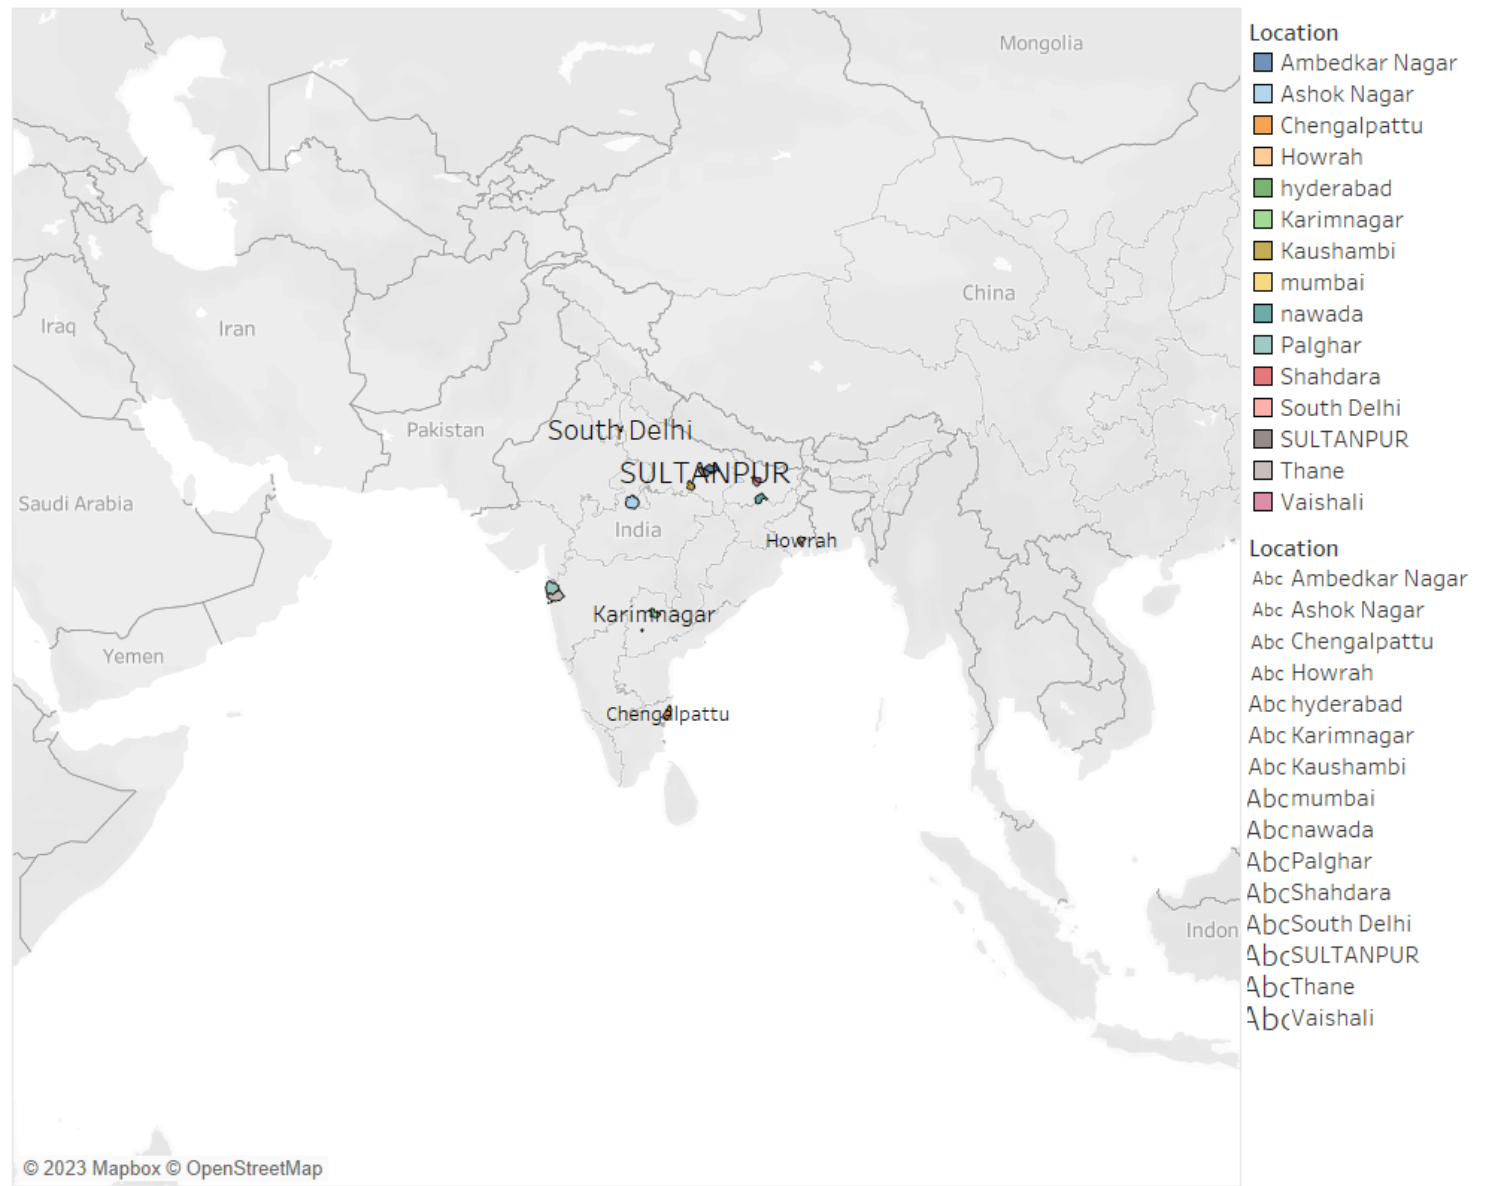 Mongolia
China
Iraq
Iran
Pakistan
South Delhi
SULTANPUR
Saudi Arabia
India
Howrah
Karimnagar
Yemen
Chengalpattu
Indon
© 2023 Mapbox © OpenStreetMap
Location
Ambedkar Nagar
Ashok Nagar
Chengalpattu
Howrah
hyderabad
Karimnagar
Kaushambi
mumbai
nawada
Palghar
Shahdara
South Delhi
SULTANPUR
Thane
Vaishali
Location
Abc Ambedkar Nagar
Abc Ashok Nagar
Abc Chengalpattu
Abc Howrah
Abc hyderabad
Abc Karimnagar
Abc Kaushambi
Abc mumbai
Abc nawada
Abc Palghar
Abc Shahdara
Abc South Delhi
Abc SULTANPUR
Abc Thane
Abc Vaishali